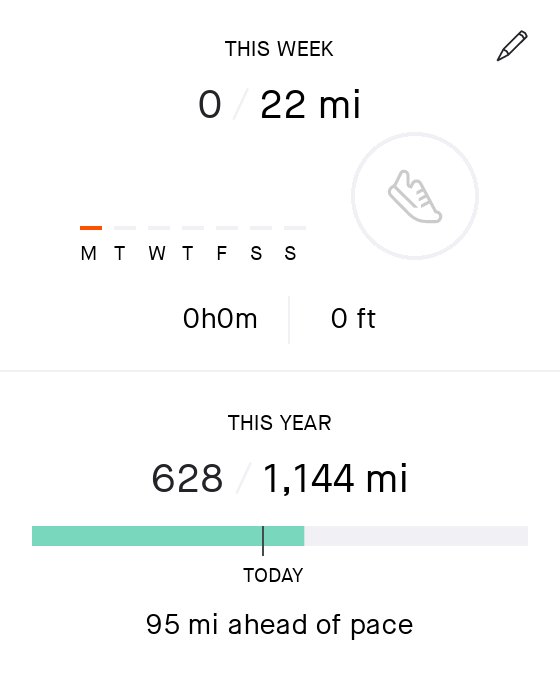 THIS WEEK
0 / 22 mi
M T W T F S S
0h0m 0 ft
THIS YEAR
628 / 1,144 mi
TODAY
95 mi ahead of pace